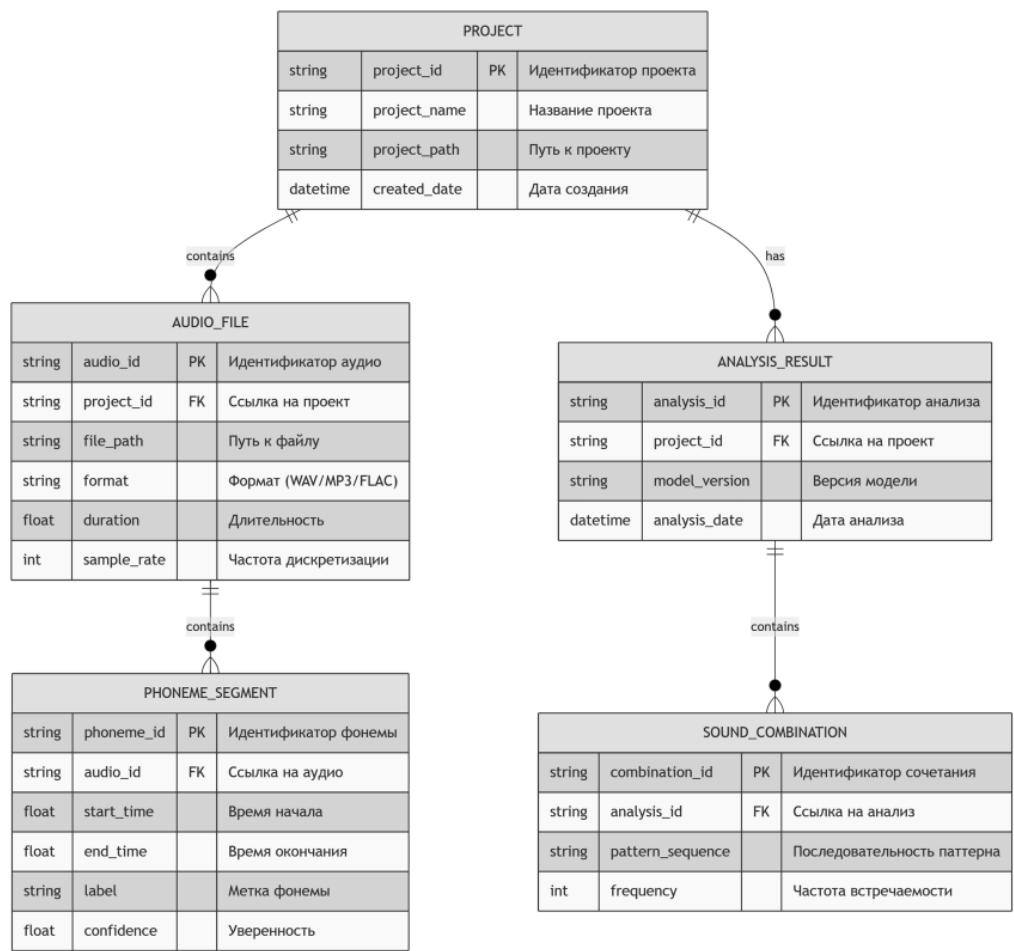 PROJECT
string project_id PK Идентификатор проекта
string project_name Название проекта
string project_path Путь к проекту
datetime created_date Дата создания
contains
has
AUDIO_FILE
string audio_id PK Идентификатор аудио
string project_id FK Ссылка на проект
string file_path Путь к файлу
string format Формат (WAV/MP3/FLAC)
float duration Длительность
int sample_rate Частота дискретизации
ANALYSIS_RESULT
string analysis_id PK Идентификатор анализа
string project_id FK Ссылка на проект
string model_version Версия модели
datetime analysis_date Дата анализа
contains
contains
PHONEME_SEGMENT
string phoneme_id PK Идентификатор фонемы
string audio_id FK Ссылка на аудио
float start_time Время начала
float end_time Время окончания
string label Метка фонемы
float confidence Уверенность
SOUND_COMBINATION
string combination_id PK Идентификатор сочетания
string analysis_id FK Ссылка на анализ
string pattern_sequence Последовательность паттерна
int frequency Частота встречаемости